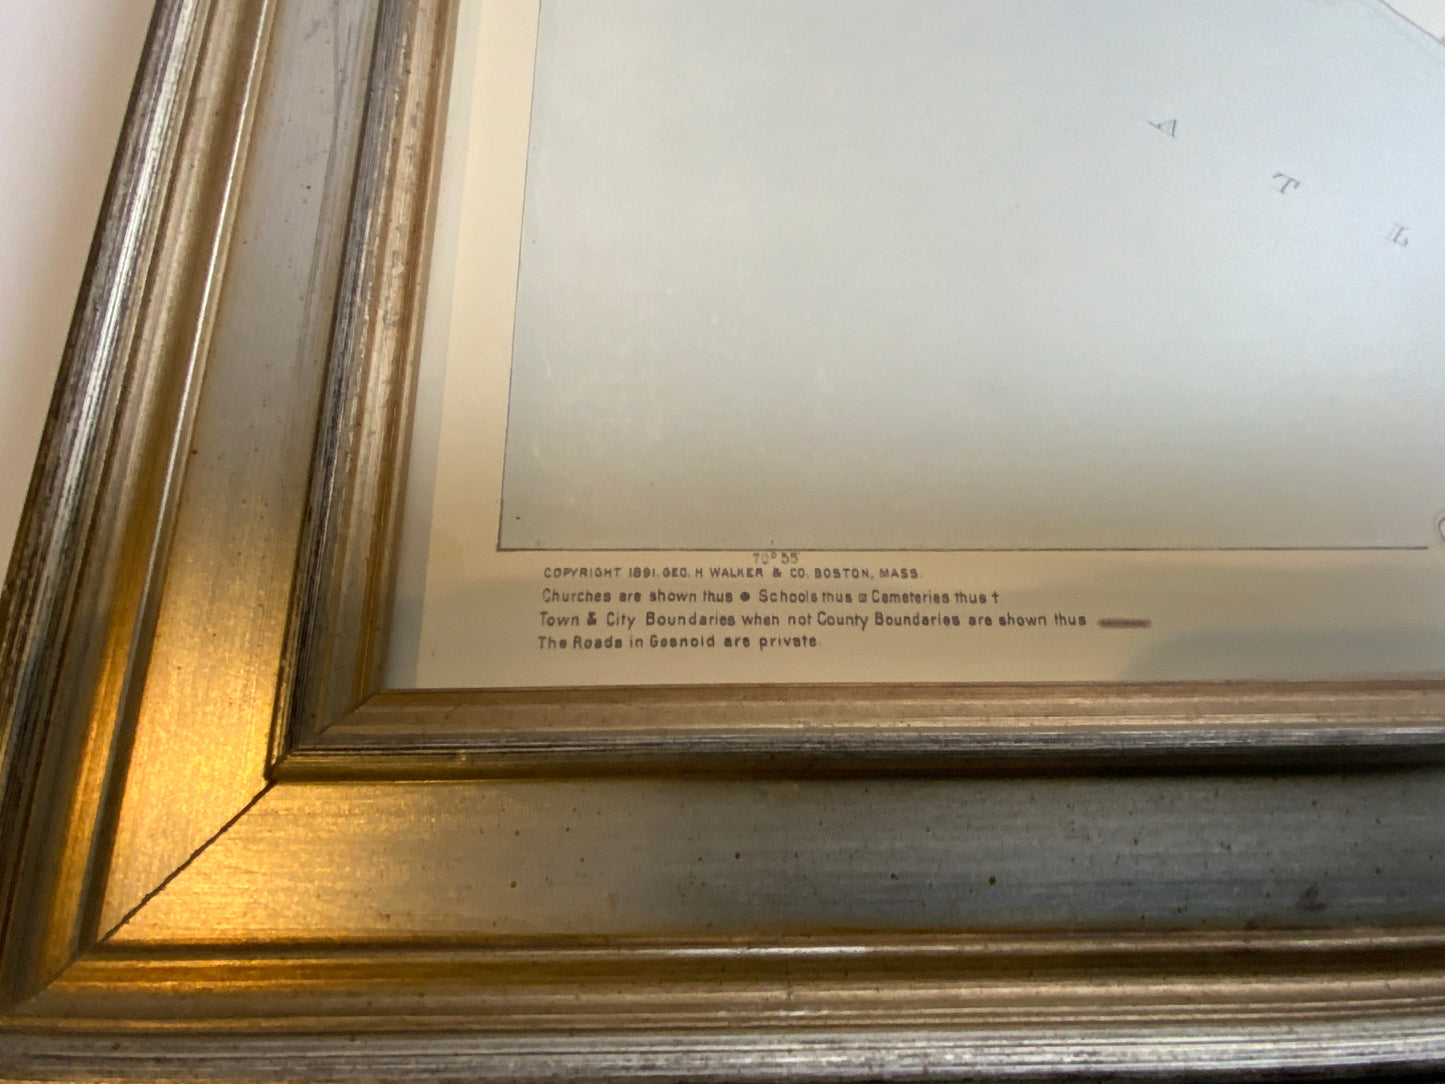 A
T
L
70° 55'
COPYRIGHT 1891. GEO. H WALKER & CO. BOSTON, MASS.
Churches are shown thus Schools thus Cemeteries thus †
Town & City Boundaries when not County Boundaries are shown thus
The Roads in Gosnold are private.